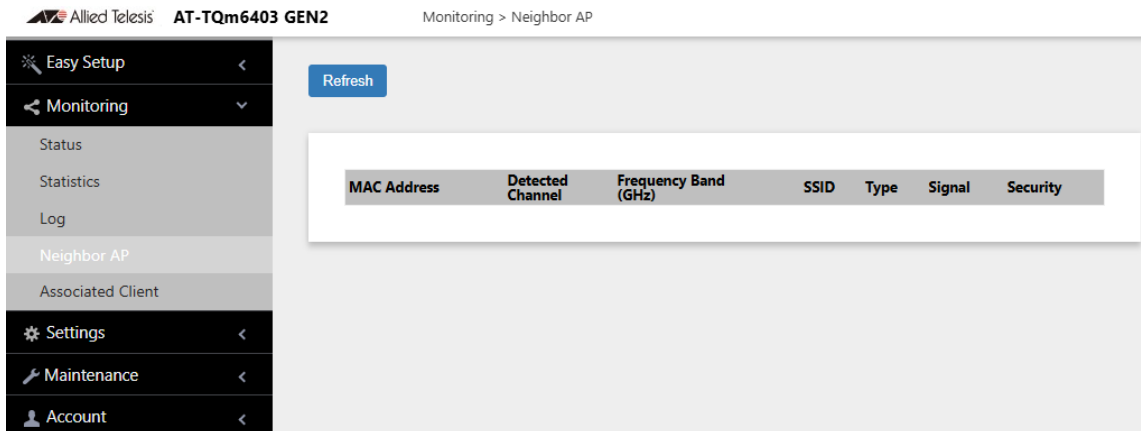 Allied Telesis AT-TQm6403 GEN2 Monitoring > Neighbor AP
Easy Setup
Refresh
Monitoring
Status
Statistics
Log
Neighbor AP
Associated Client
Settings
Maintenance
Account
MAC Address Detected Channel Frequency Band (GHz) SSID Type Signal Security